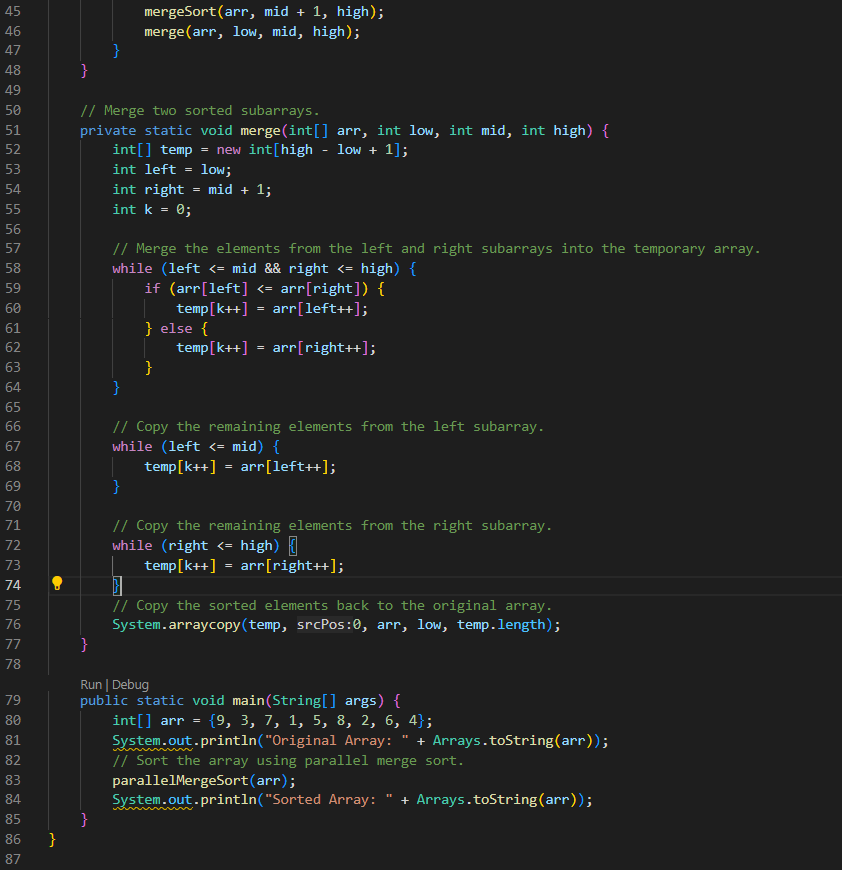 45 mergeSort(arr, mid + 1, high);
46 merge(arr, low, mid, high);
47 }
48 }
49
50 // Merge two sorted subarrays.
51 private static void merge(int[] arr, int low, int mid, int high) {
52 int[] temp = new int[high - low + 1];
53 int left = low;
54 int right = mid + 1;
55 int k = 0;
56
57 // Merge the elements from the left and right subarrays into the temporary array.
58 while (left <= mid && right <= high) {
59 if (arr[left] <= arr[right]) {
60 temp[k++] = arr[left++];
61 } else {
62 temp[k++] = arr[right++];
63 }
64 }
65
66 // Copy the remaining elements from the left subarray.
67 while (left <= mid) {
68 temp[k++] = arr[left++];
69 }
70
71 // Copy the remaining elements from the right subarray.
72 while (right <= high) {
73 temp[k++] = arr[right++];
74 }
75 // Copy the sorted elements back to the original array.
76 System.arraycopy(temp, srcPos:0, arr, low, temp.length);
77 }
78
Run | Debug
79 public static void main(String[] args) {
80 int[] arr = {9, 3, 7, 1, 5, 8, 2, 6, 4};
81 System.out.println("Original Array: " + Arrays.toString(arr));
82 // Sort the array using parallel merge sort.
83 parallelMergeSort(arr);
84 System.out.println("Sorted Array: " + Arrays.toString(arr));
85 }
86 }
87